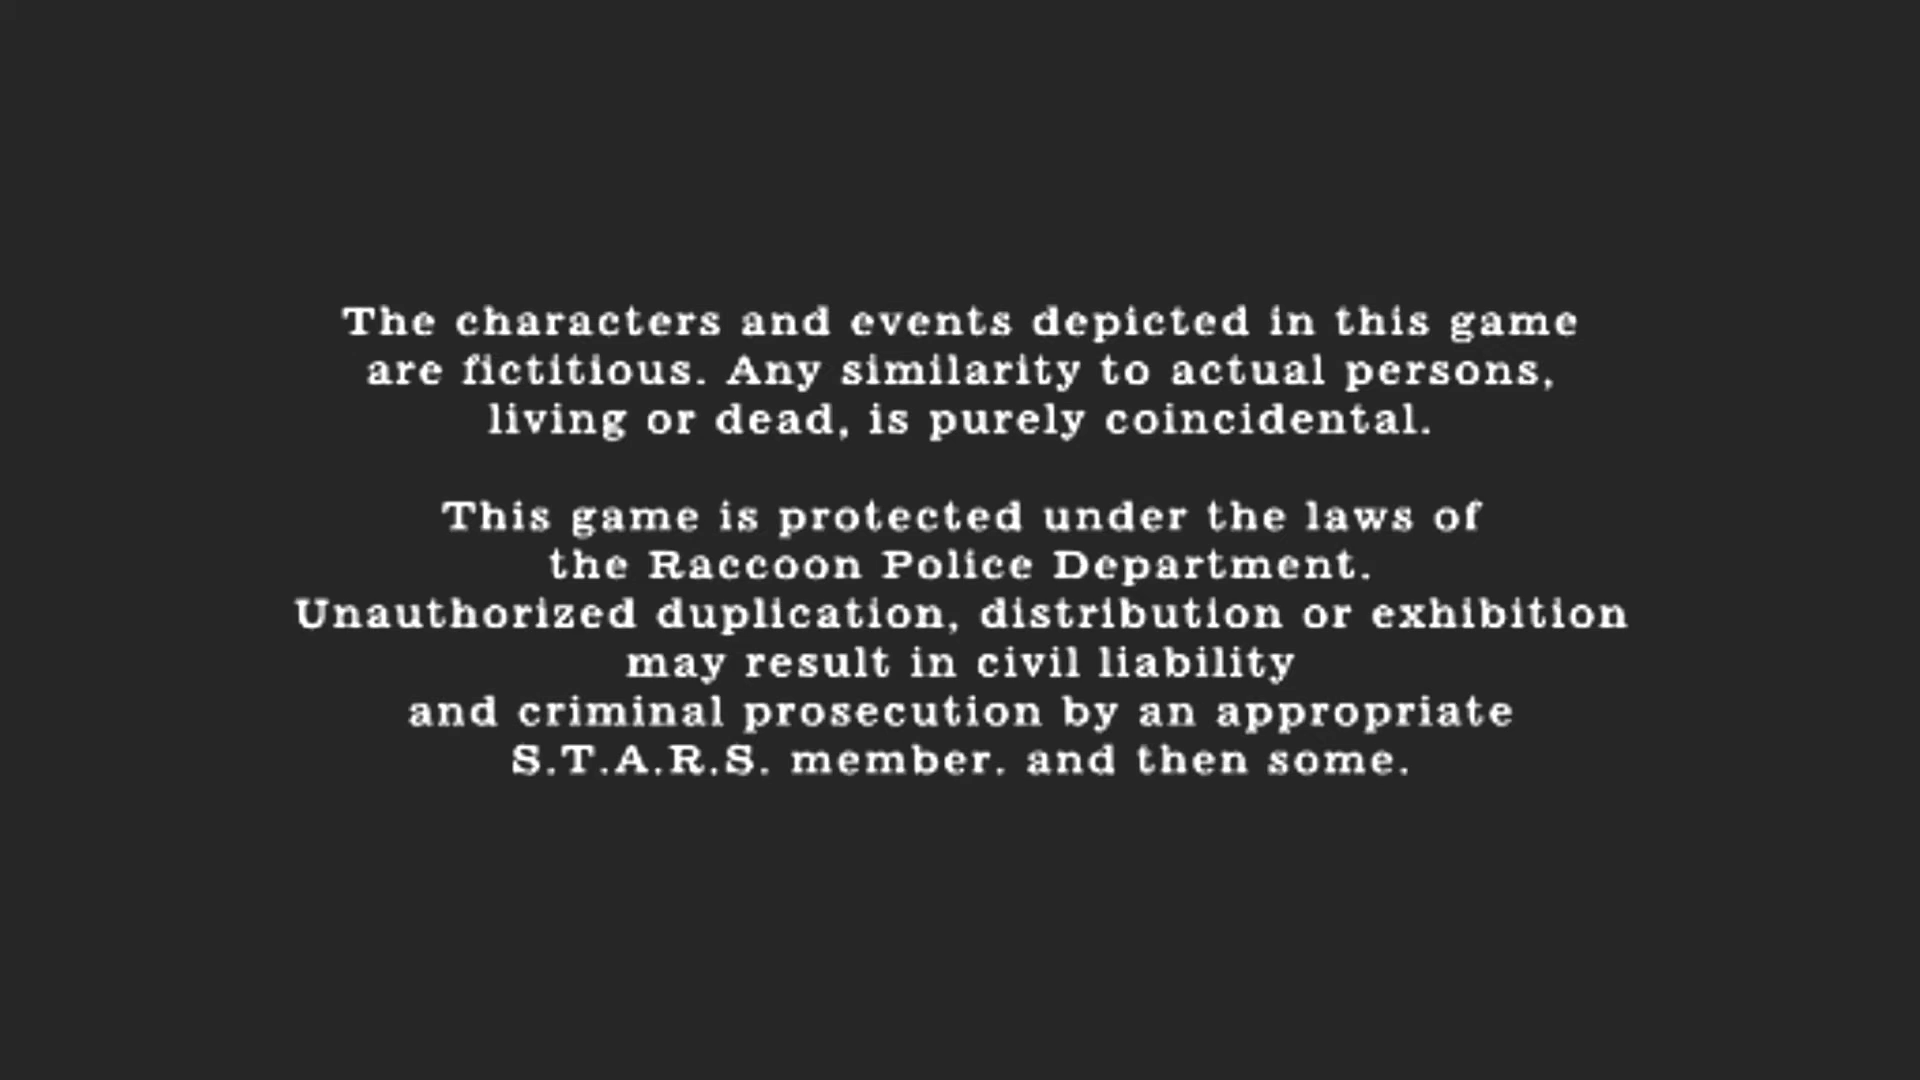 The characters and events depicted in this game
are fictitious. Any similarity to actual persons,
living or dead, is purely coincidental.
This game is protected under the laws of
the Raccoon Police Department.
Unauthorized duplication, distribution or exhibition
may result in civil liability
and criminal prosecution by an appropriate
S.T.A.R.S. member. and then some.